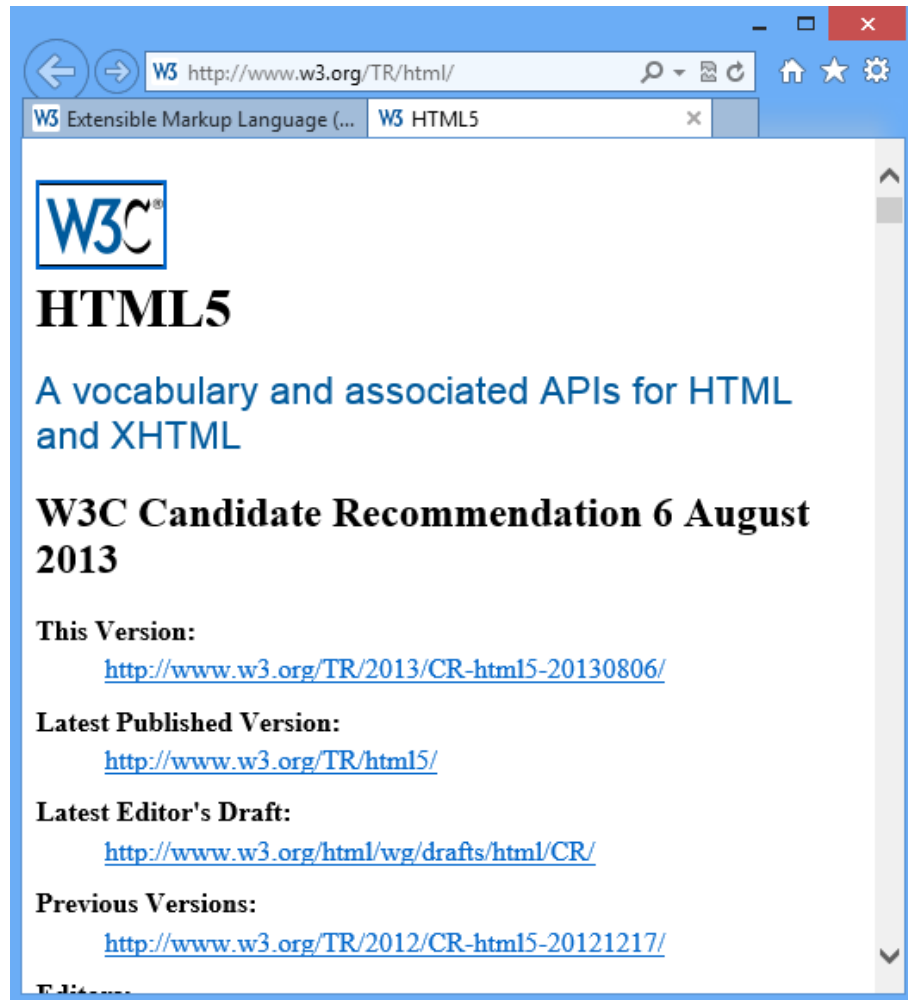 W3 http://www.w3.org/TR/html/
W3 Extensible Markup Language (... W3 HTML5
W3C®
HTML5
A vocabulary and associated APIs for HTML
and XHTML
W3C Candidate Recommendation 6 August
2013
This Version:
http://www.w3.org/TR/2013/CR-html5-20130806/
Latest Published Version:
http://www.w3.org/TR/html5/
Latest Editor's Draft:
http://www.w3.org/html/wg/drafts/html/CR/
Previous Versions:
http://www.w3.org/TR/2012/CR-html5-20121217/